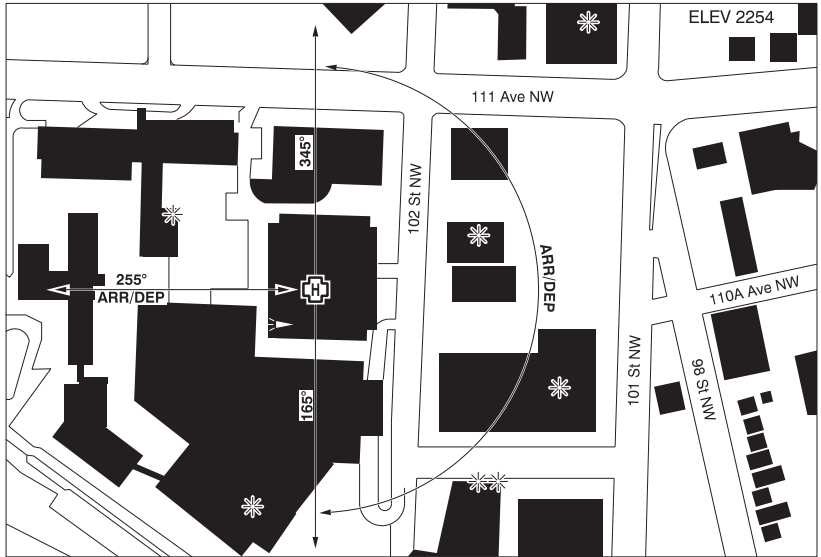 ELEV 2254
111 Ave NW
345°
102 St NW
255°
ARR/DEP
H
ARR/DEP
110A Ave NW
165°
101 St NW
98 St NW